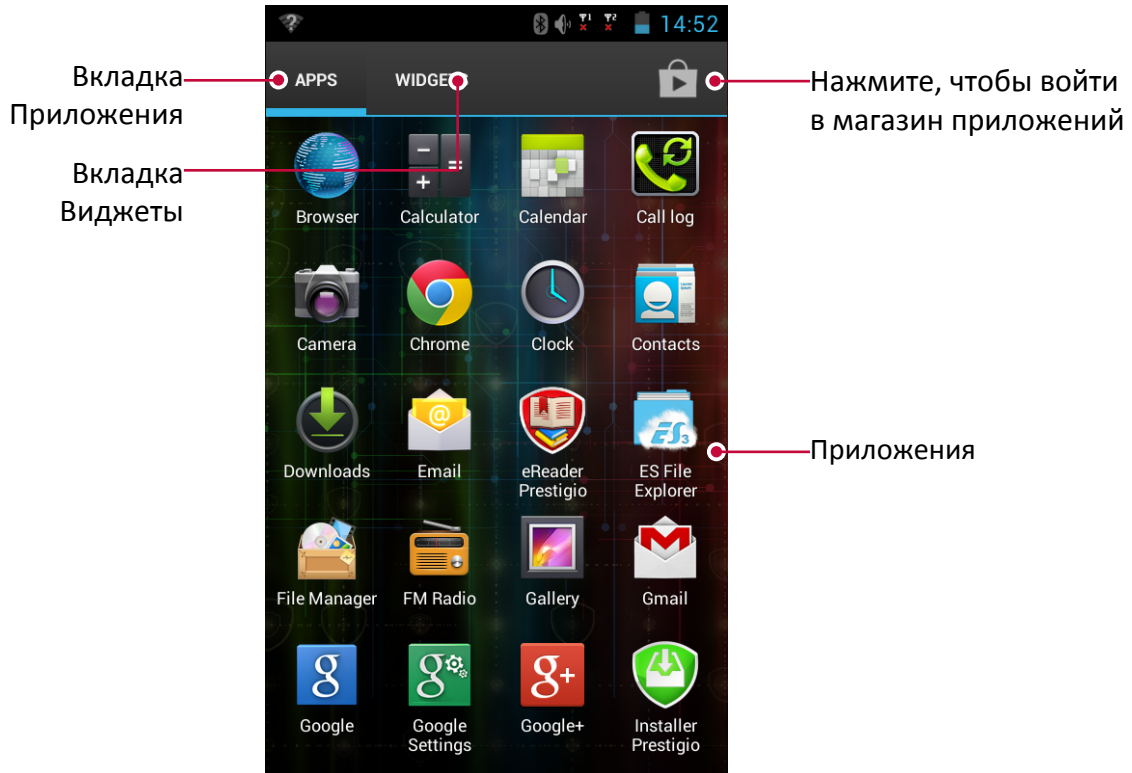 14:52
Вкладка
Приложения
APPS
WIDGETS
Нажмите, чтобы войти
в магазин приложений
Вкладка
Виджеты
Browser
Calculator
Calendar
Call log
Camera
Chrome
Clock
Contacts
Downloads
Email
eReader
Prestigio
ES File
Explorer
Приложения
File Manager
FM Radio
Gallery
Gmail
Google
Google
Settings
Google+
Installer
Prestigio